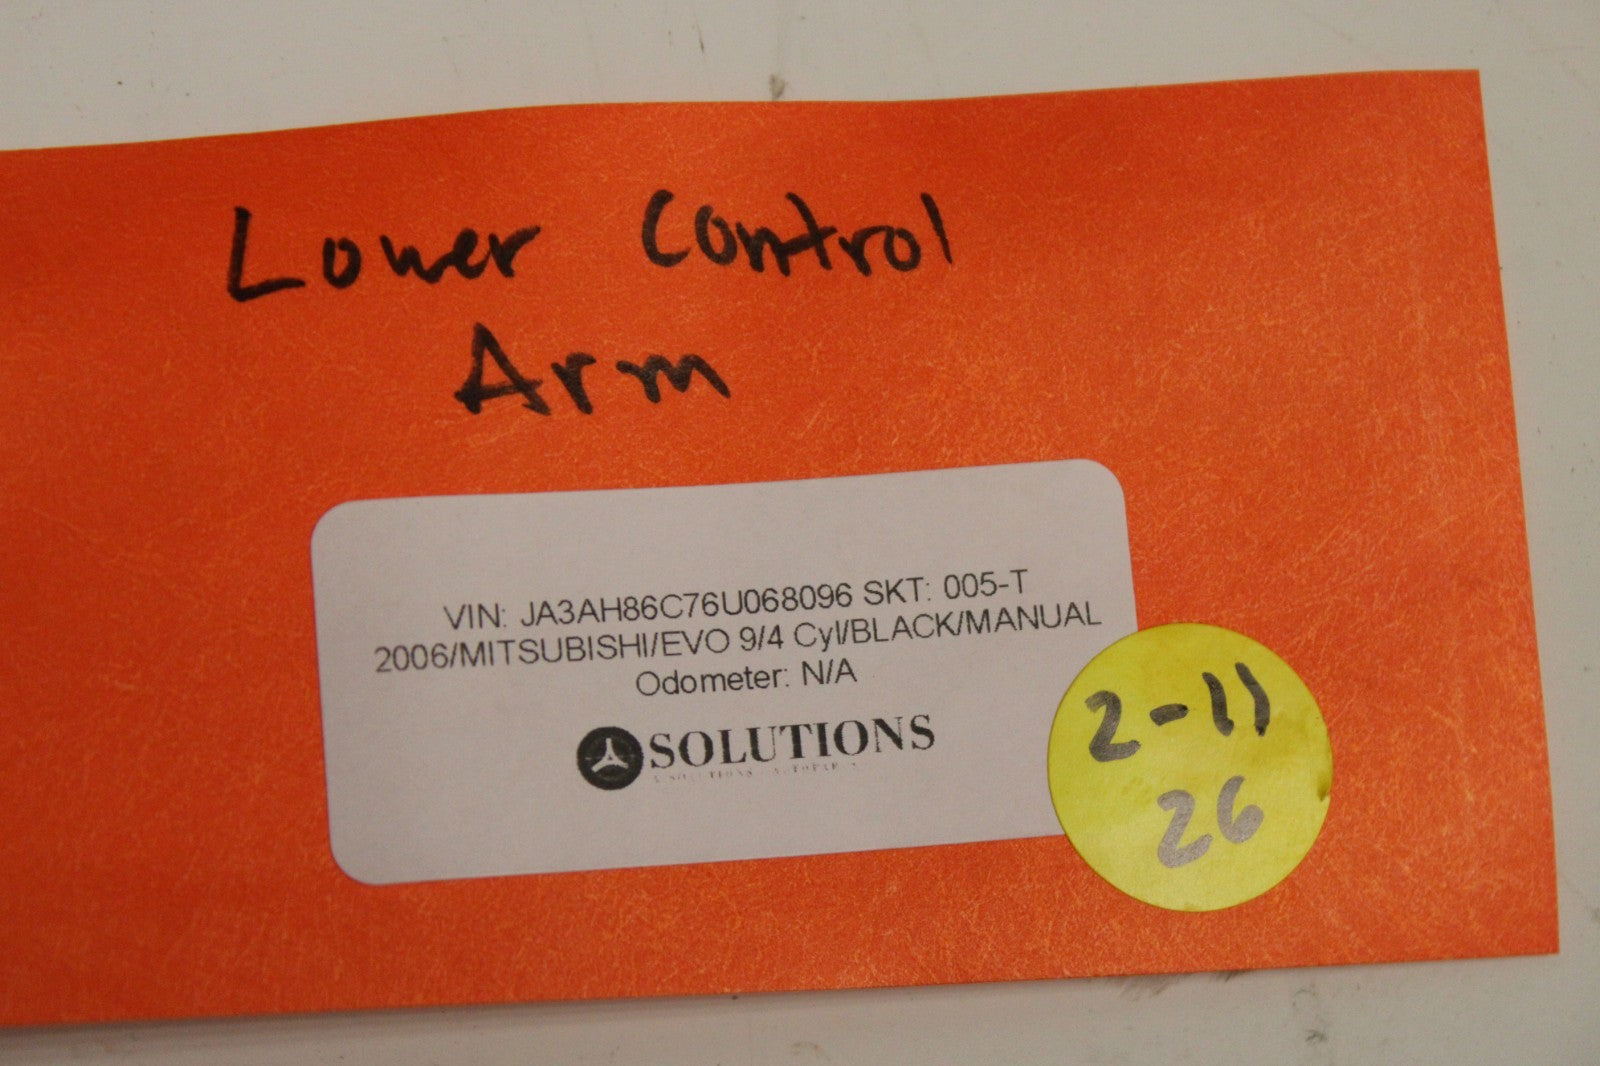 Lower Control
Arm
VIN: JA3AH86C76U068096 SKT: 005-T
2006/MITSUBISHI/EVO 9/4 Cyl/BLACK/MANUAL
Odometer: N/A
SOLUTIONS
2-11
26